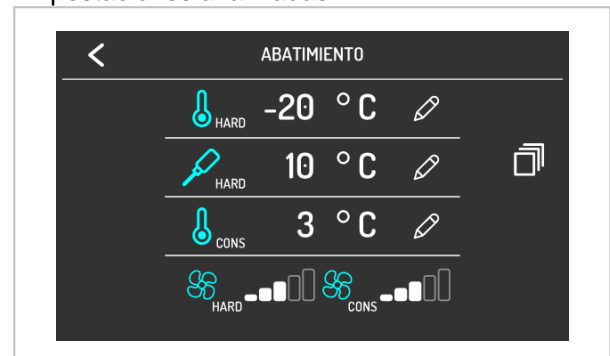 ABATIMIENTO
HARD -20 °C
HARD 10 °C
CONS 3 °C
HARD CONS